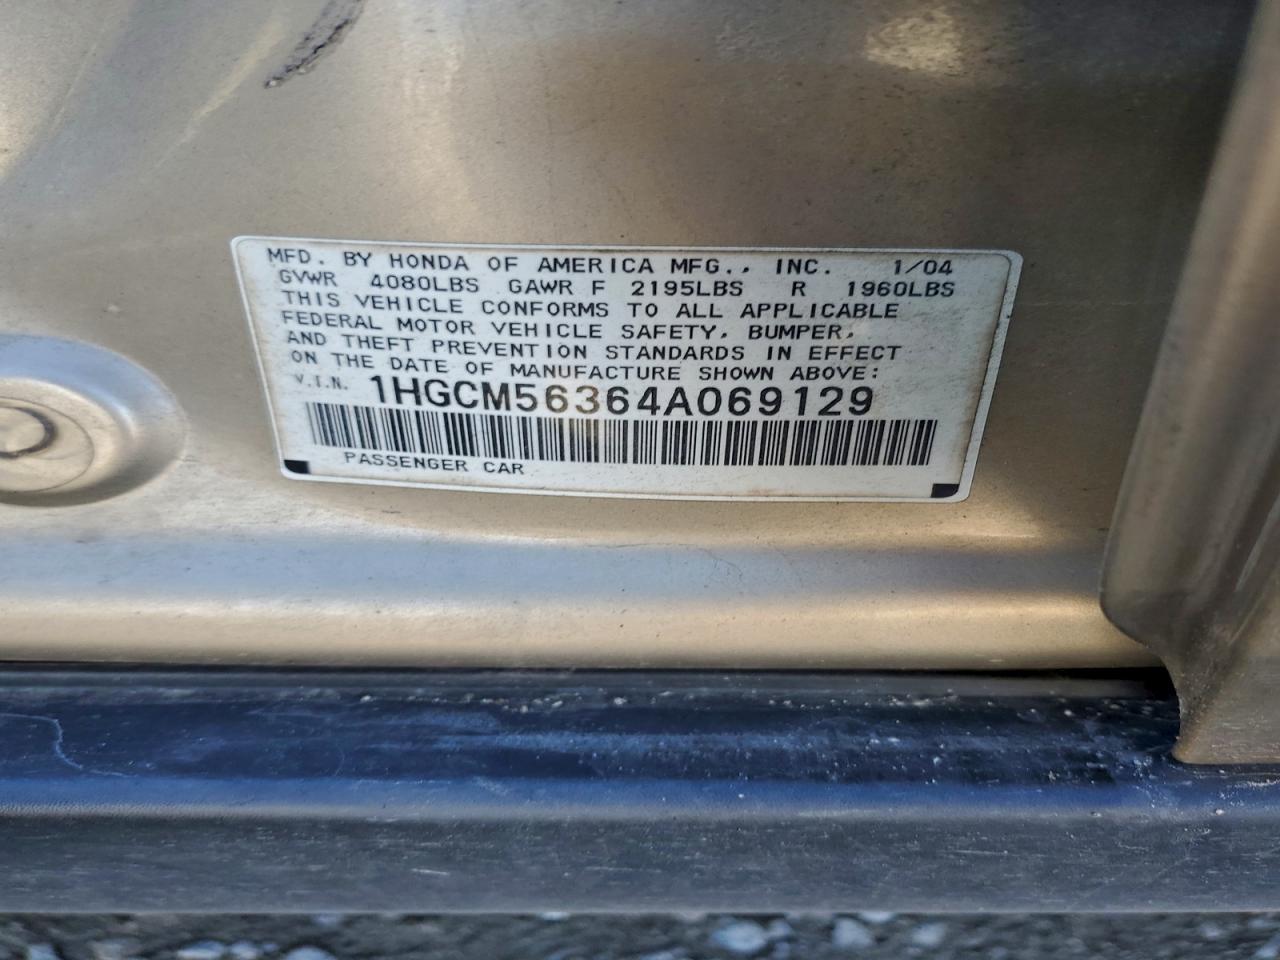 MFD. BY HONDA OF AMERICA MFG., INC. 1/04
GVWR 4080LBS GAWR F 2195LBS R 1960LBS
THIS VEHICLE CONFORMS TO ALL APPLICABLE
FEDERAL MOTOR VEHICLE SAFETY, BUMPER,
AND THEFT PREVENTION STANDARDS IN EFFECT
ON THE DATE OF MANUFACTURE SHOWN ABOVE:
V.I.N. 1HGCM56364A069129
PASSENGER CAR